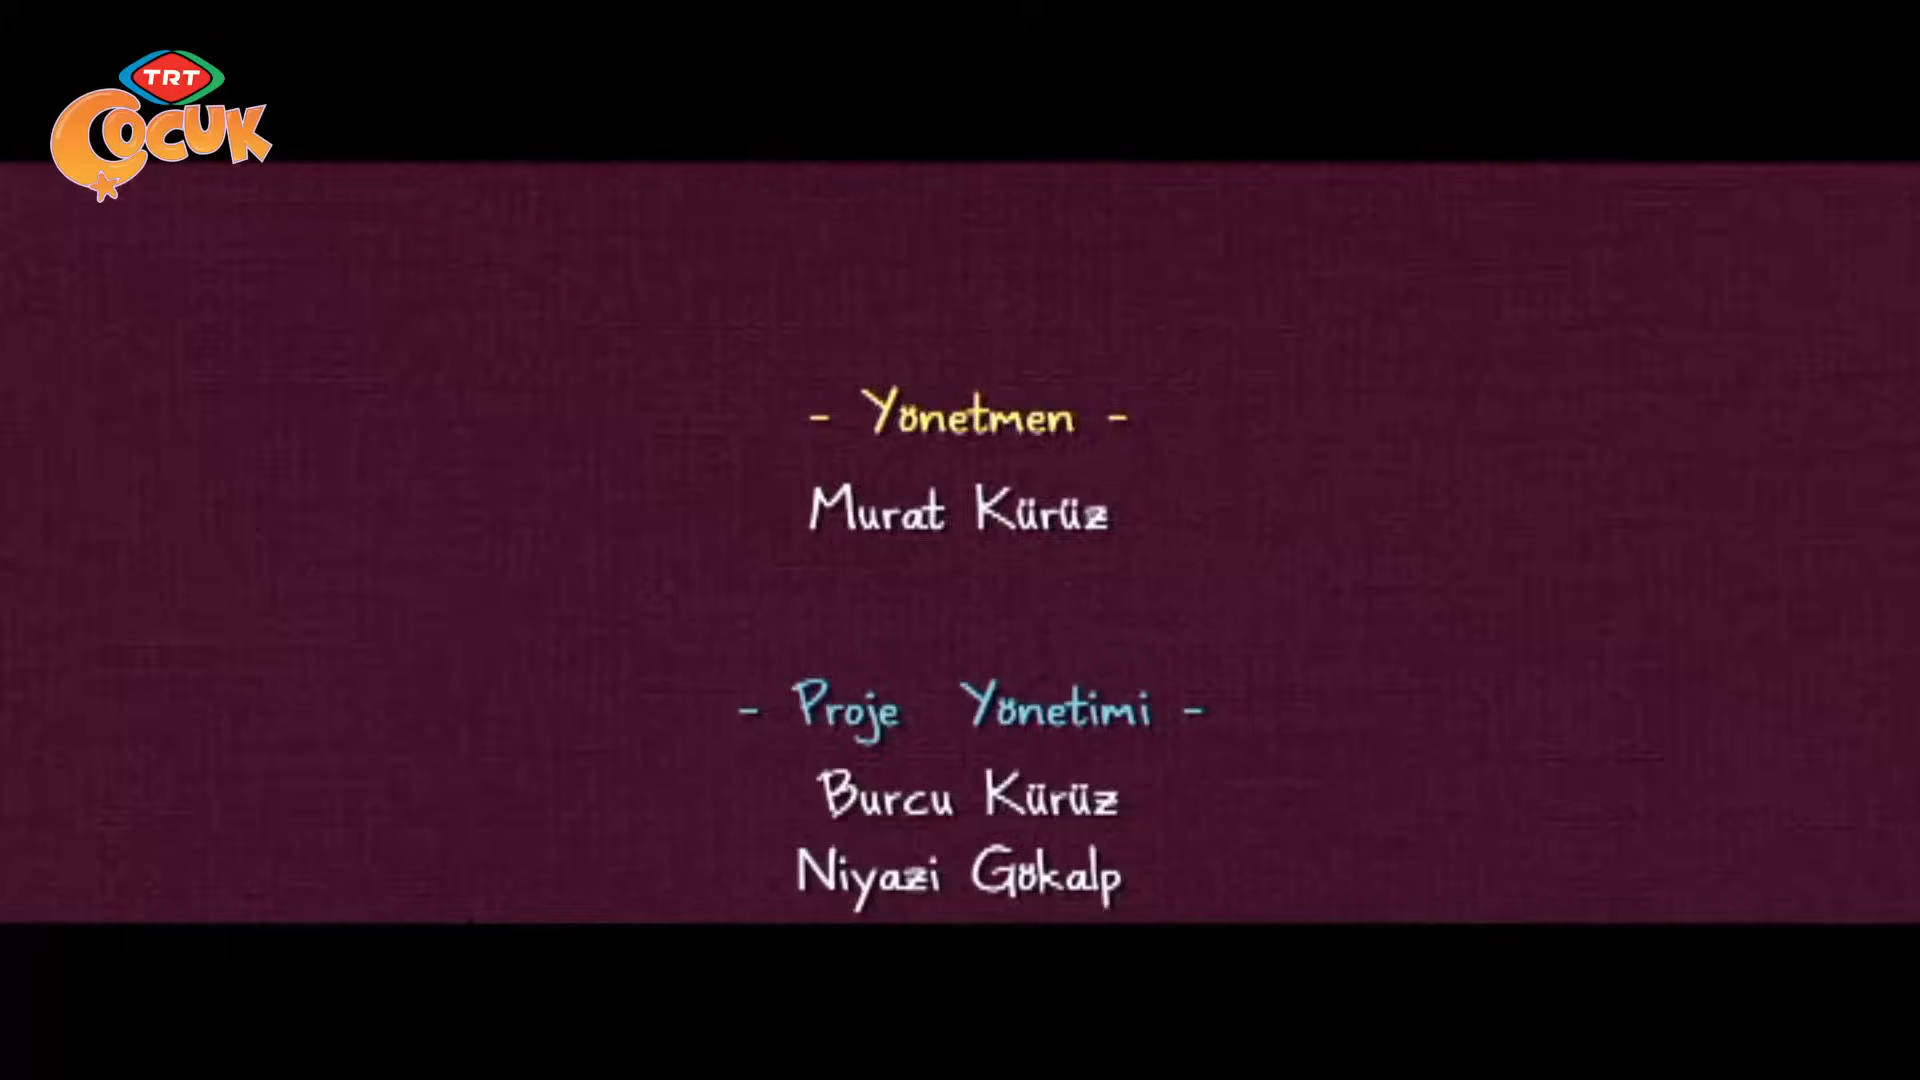 TRT
ÇOCUK
- Yönetmen -
Murat Kürüz
- Proje Yönetimi -
Burcu Kürüz
Niyazi Gökalp